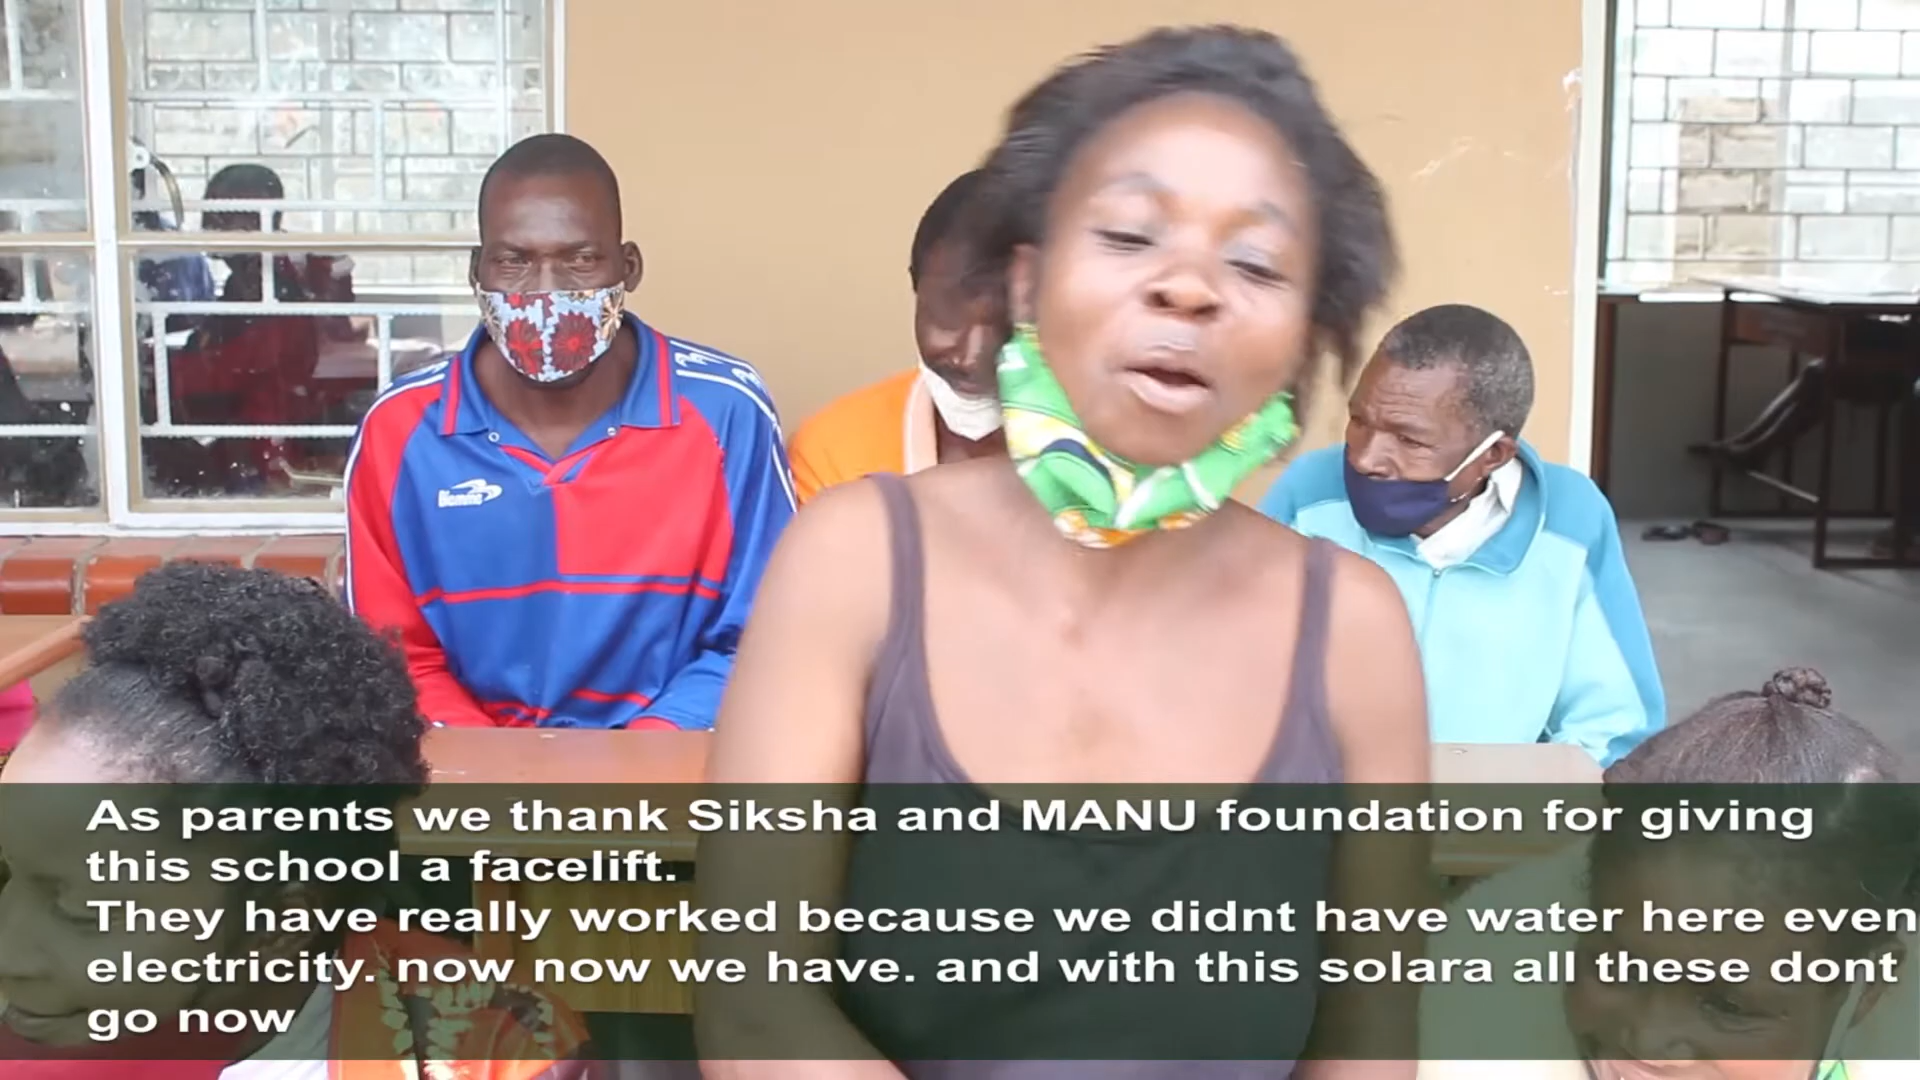 Biemme
As parents we thank Siksha and MANU foundation for giving
this school a facelift.
They have really worked because we didnt have water here even
electricity. now now we have. and with this solara all these dont
go now